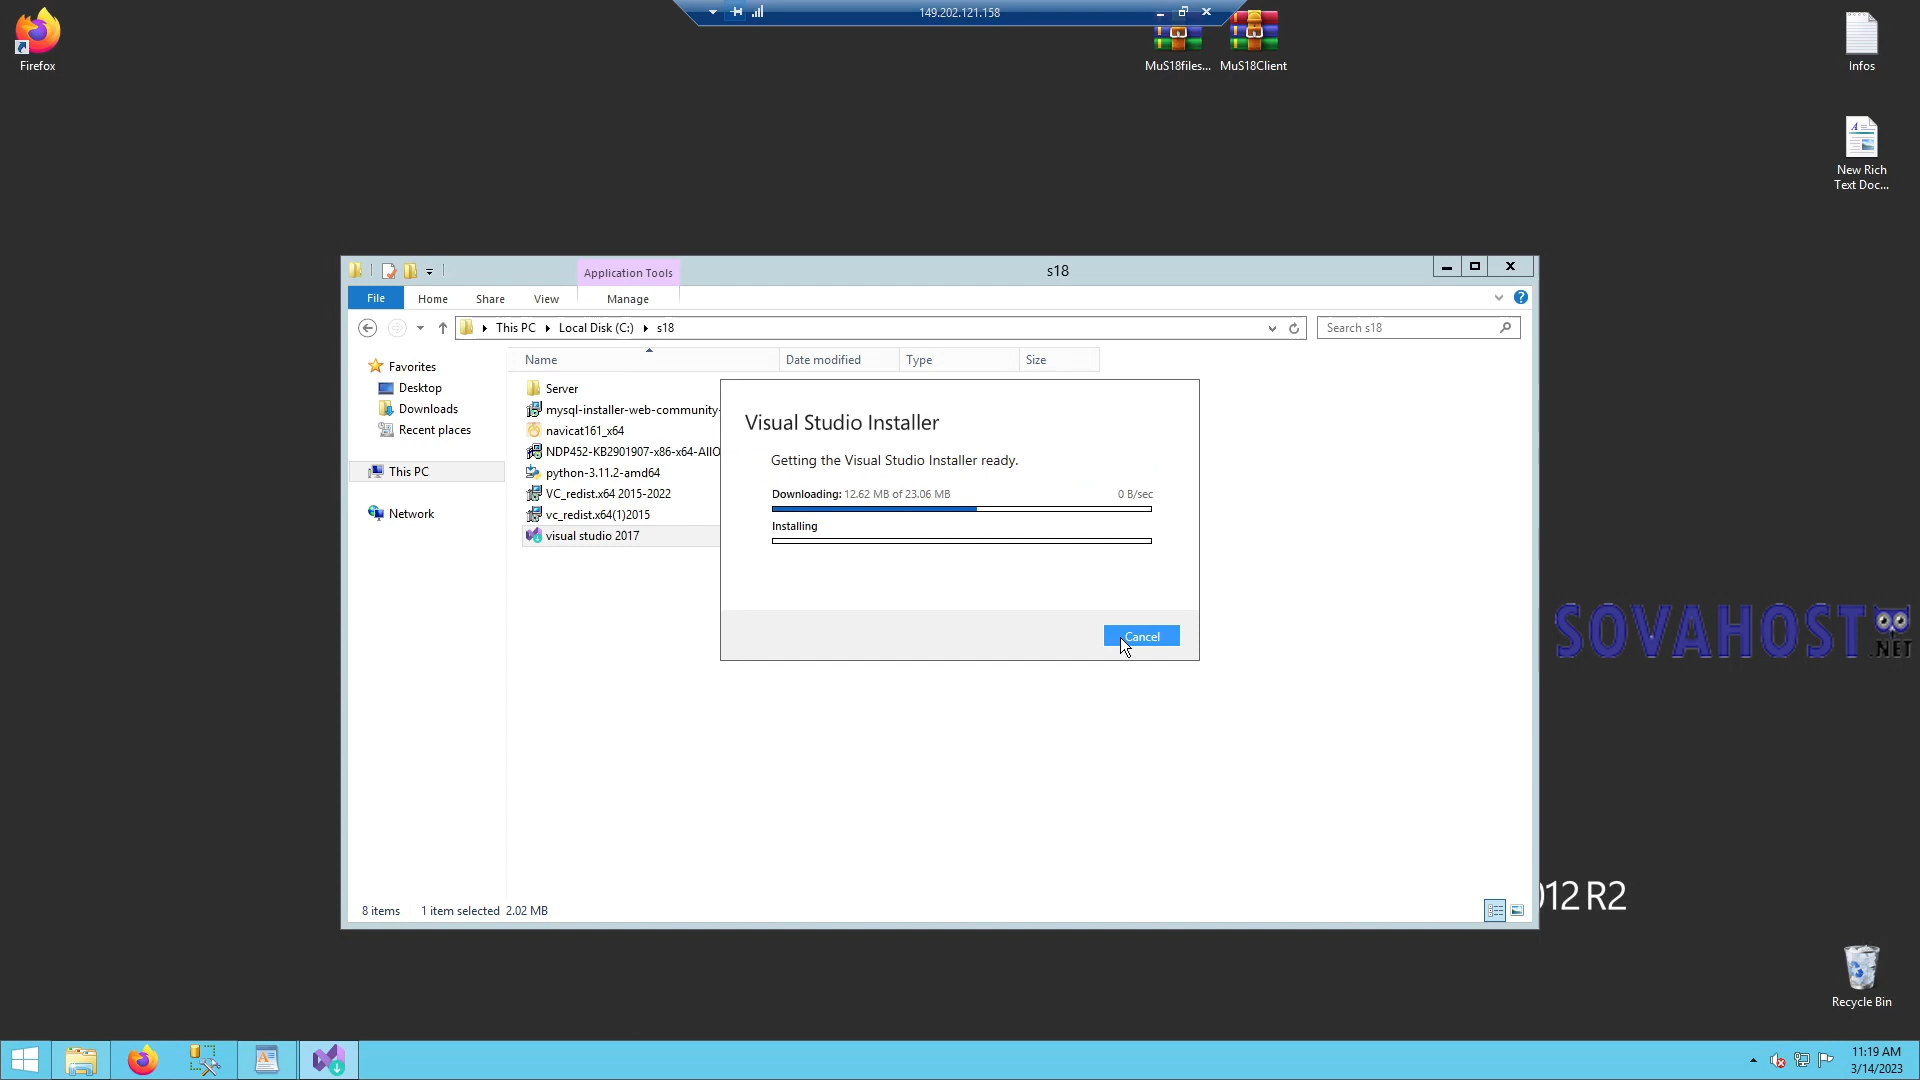 149.202.121.158
Firefox
MuS18files...
MuS18Client
Infos
New Rich
Text Doc...
Application Tools
s18
File
Home
Share
View
Manage
This PC
Local Disk (C:)
s18
Search s18
Name
Date modified
Type
Size
Favorites
Desktop
Downloads
Recent places
This PC
Network
Server
mysql-installer-web-community-
navicat161_x64
NDP452-KB2901907-x86-x64-AllO
python-3.11.2-amd64
VC_redist.x64 2015-2022
vc_redist.x64(1)2015
visual studio 2017
Visual Studio Installer
Getting the Visual Studio Installer ready.
Downloading: 12.62 MB of 23.06 MB
0 B/sec
Installing
Cancel
SOVAHOST
.NET
8 items
1 item selected 2.02 MB
012 R2
Recycle Bin
11:19 AM
3/14/2023